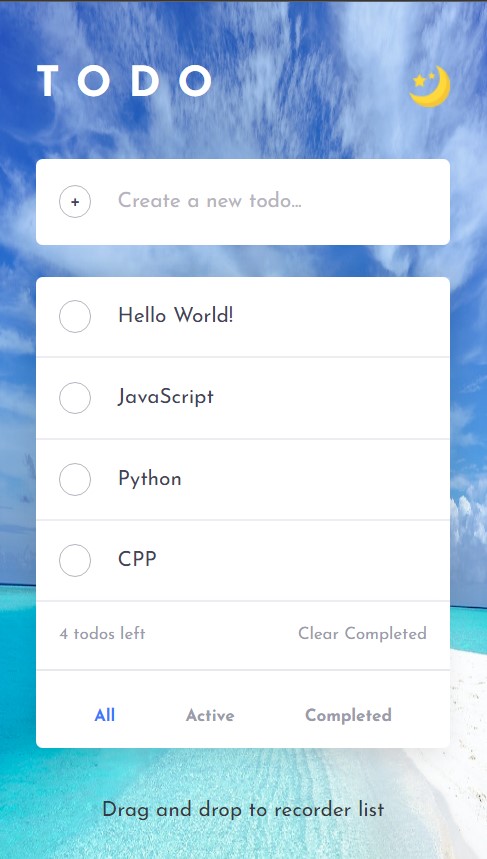 TODO
+ Create a new todo...
Hello World!
JavaScript
Python
CPP
4 todos left Clear Completed
All Active Completed
Drag and drop to recorder list